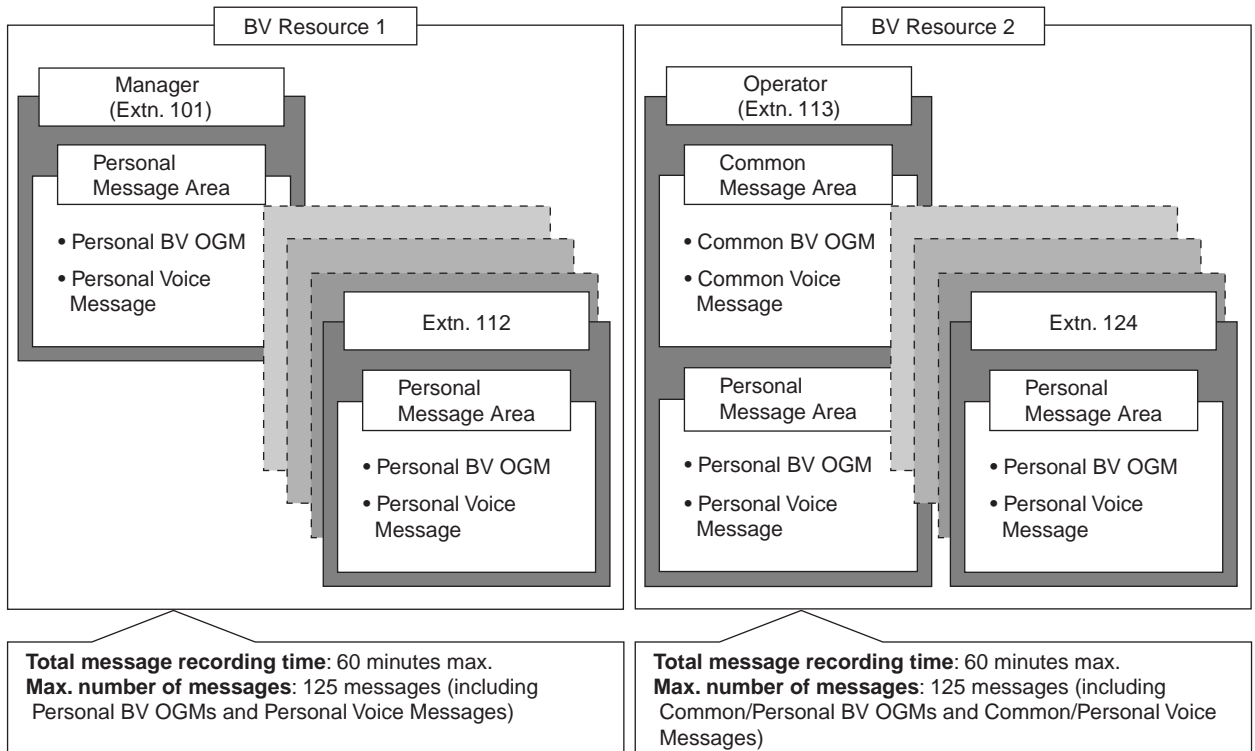 BV Resource 1
Manager
(Extn. 101)
Personal
Message Area
• Personal BV OGM
• Personal Voice
Message
Extn. 112
Personal
Message Area
• Personal BV OGM
• Personal Voice
Message
Total message recording time: 60 minutes max.
Max. number of messages: 125 messages (including
Personal BV OGMs and Personal Voice Messages)
BV Resource 2
Operator
(Extn. 113)
Common
Message Area
• Common BV OGM
• Common Voice
Message
Personal
Message Area
• Personal BV OGM
• Personal Voice
Message
Extn. 124
Personal
Message Area
• Personal BV OGM
• Personal Voice
Message
Total message recording time: 60 minutes max.
Max. number of messages: 125 messages (including
Common/Personal BV OGMs and Common/Personal Voice
Messages)